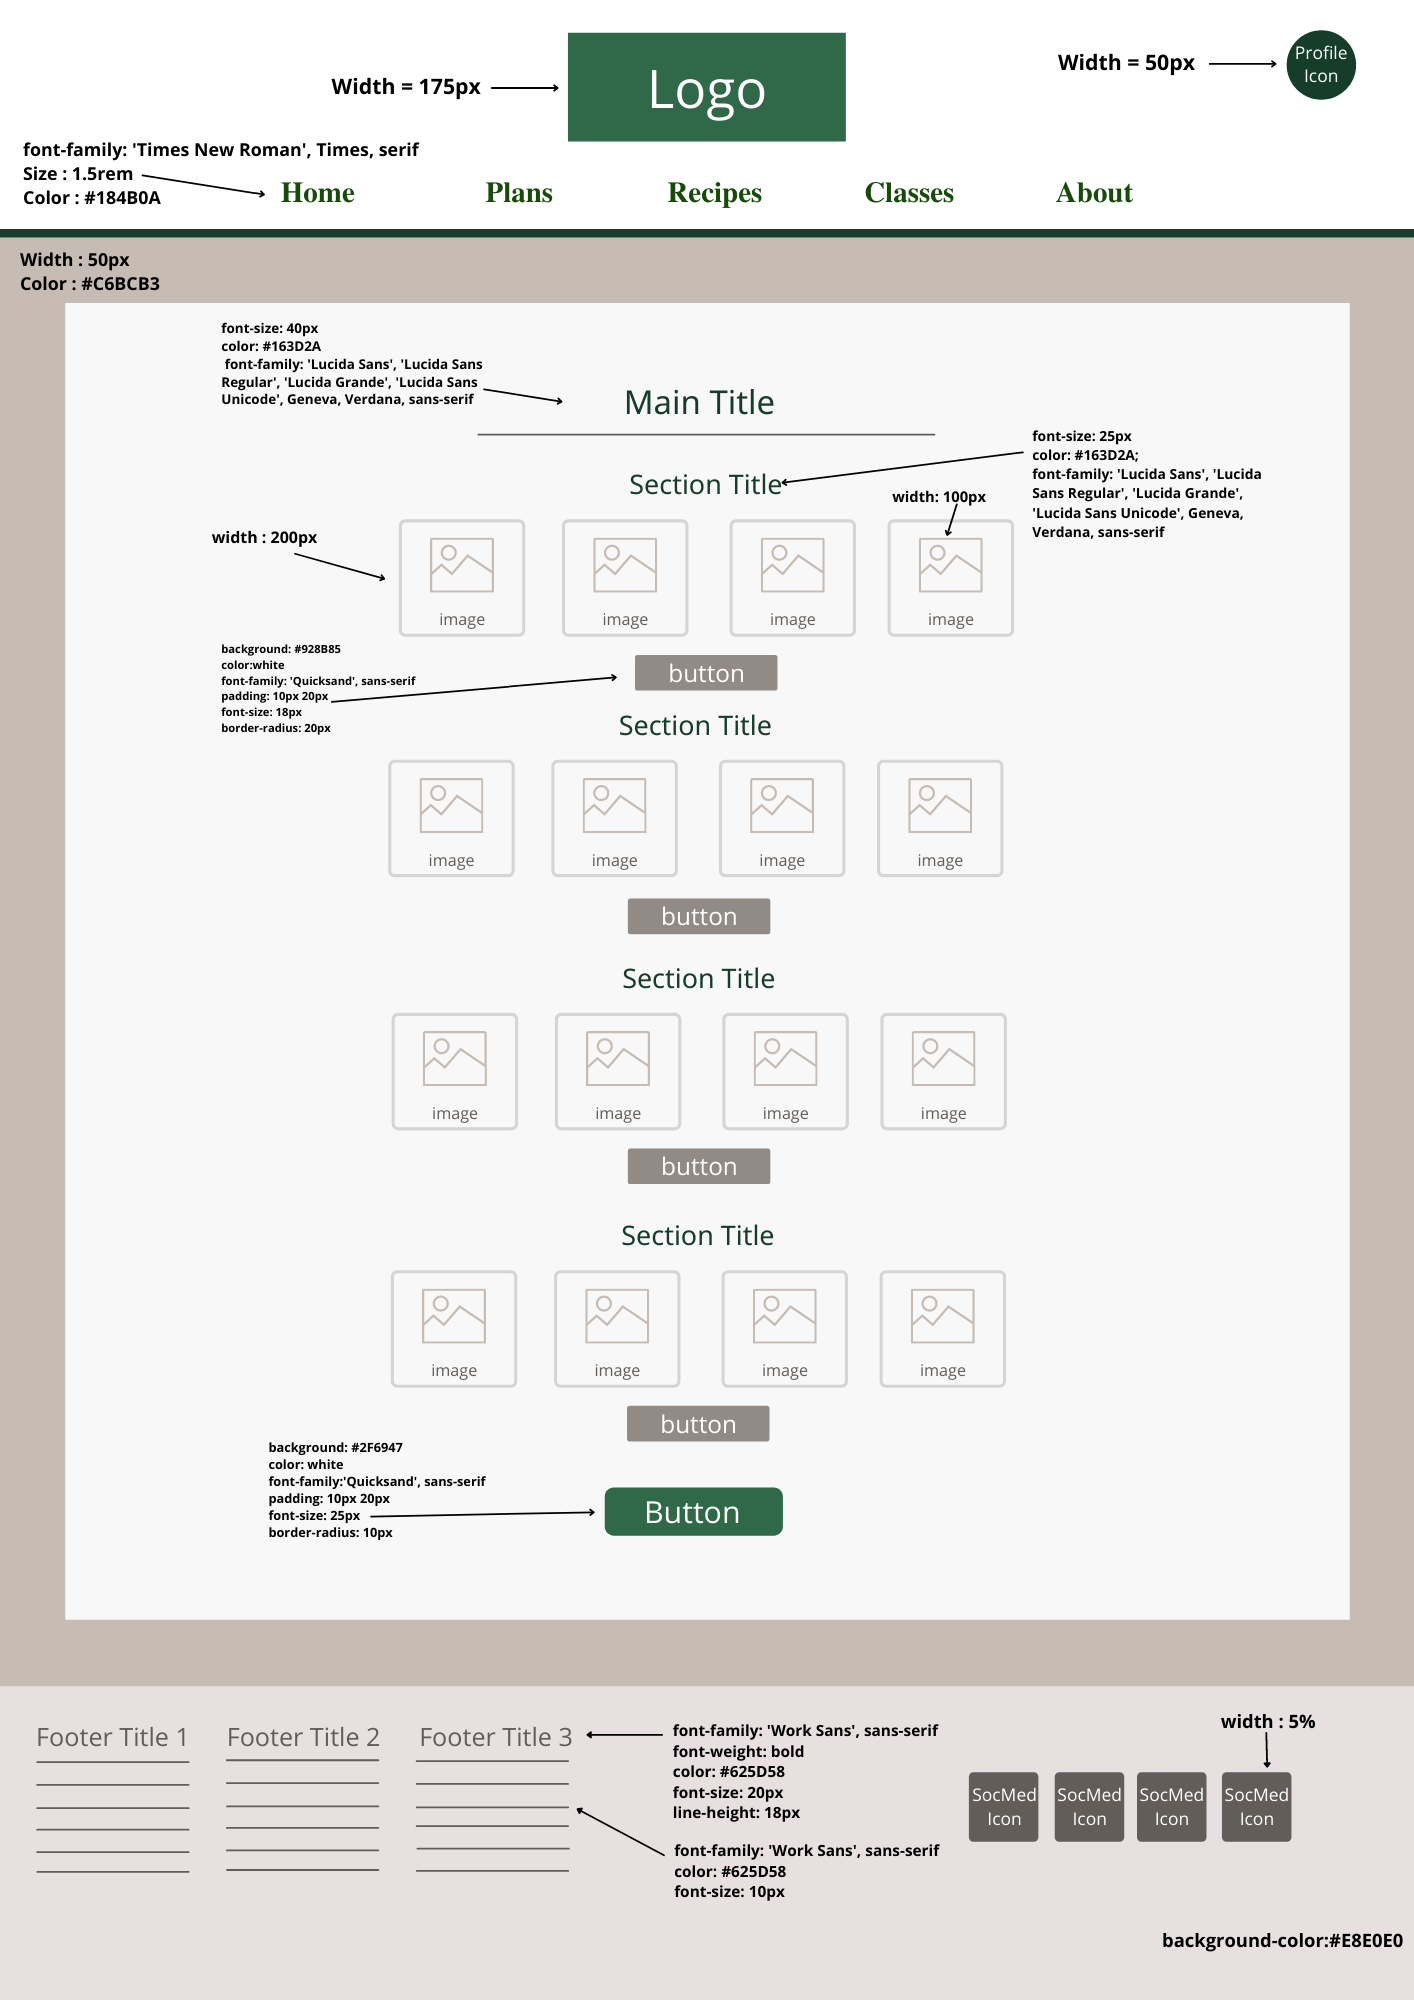 Logo
Profile
Icon
Width = 50px
Width = 175px
font-family: 'Times New Roman', Times, serif
Size : 1.5rem
Color : #184B0A
Home Plans Recipes Classes About
Width : 50px
Color : #C6BCB3
font-size: 40px
color: #163D2A
font-family: 'Lucida Sans', 'Lucida Sans
Regular', 'Lucida Grande', 'Lucida Sans
Unicode', Geneva, Verdana, sans-serif
Main Title
font-size: 25px
color: #163D2A;
font-family: 'Lucida Sans', 'Lucida
Sans Regular', 'Lucida Grande',
'Lucida Sans Unicode', Geneva,
Verdana, sans-serif
Section Title
width: 100px
width : 200px
image image image image
background: #928B85
color:white
font-family: 'Quicksand', sans-serif
padding: 10px 20px
font-size: 18px
border-radius: 20px
button
Section Title
image image image image
button
Section Title
image image image image
button
Section Title
image image image image
button
background: #2F6947
color: white
font-family:'Quicksand', sans-serif
padding: 10px 20px
font-size: 25px
border-radius: 10px
Button
Footer Title 1 Footer Title 2 Footer Title 3
font-family: 'Work Sans', sans-serif
font-weight: bold
color: #625D58
font-size: 20px
line-height: 18px
font-family: 'Work Sans', sans-serif
color: #625D58
font-size: 10px
width : 5%
SocMed SocMed SocMed SocMed
Icon Icon Icon Icon
background-color:#E8E0E0